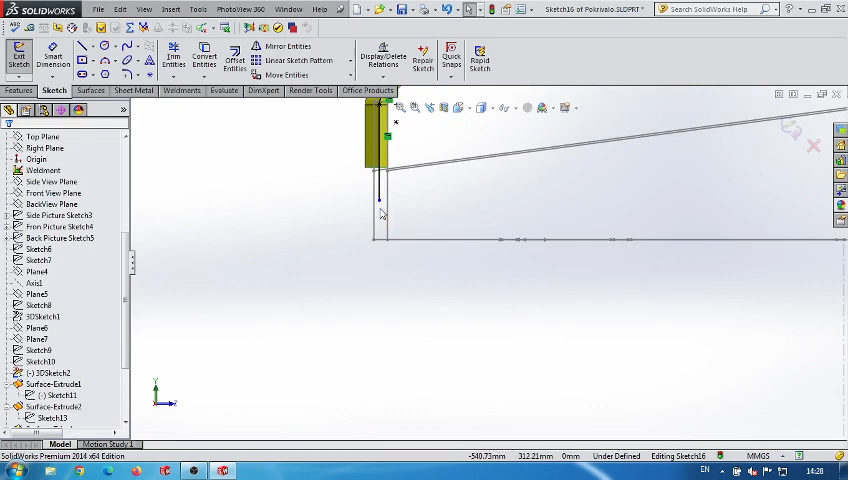 SOLIDWORKS File Edit View Insert Tools PhotoView 360 Window Help Sketch16 of Pokrivalo.SLDPRT * Search SolidWorks Help
Exit Sketch Smart Dimension Trim Entities Convert Entities Offset Entities Mirror Entities Linear Sketch Pattern Move Entities Display/Delete Relations Repair Sketch Quick Snaps Rapid Sketch
Features Sketch Surfaces Sheet Metal Weldments Evaluate DimXpert Render Tools Office Products
Top Plane
Right Plane
Origin
Weldment
Side View Plane
Fron View Plane
BackView Plane
Side Picture Sketch3
Fron Picture Sketch4
Back Picture Sketch5
Sketch6
Sketch7
Plane4
Axis1
Plane5
Sketch8
3DSketch1
Plane6
Plane7
Sketch9
Sketch10
(-) 3DSketch2
Surface-Extrude1
(-) Sketch11
Surface-Extrude2
Sketch13
Y
Z
Model Motion Study 1
SolidWorks Premium 2014 x64 Edition -540.73mm 312.21mm 0mm Under Defined Editing Sketch16 MMGS
EN 14:28